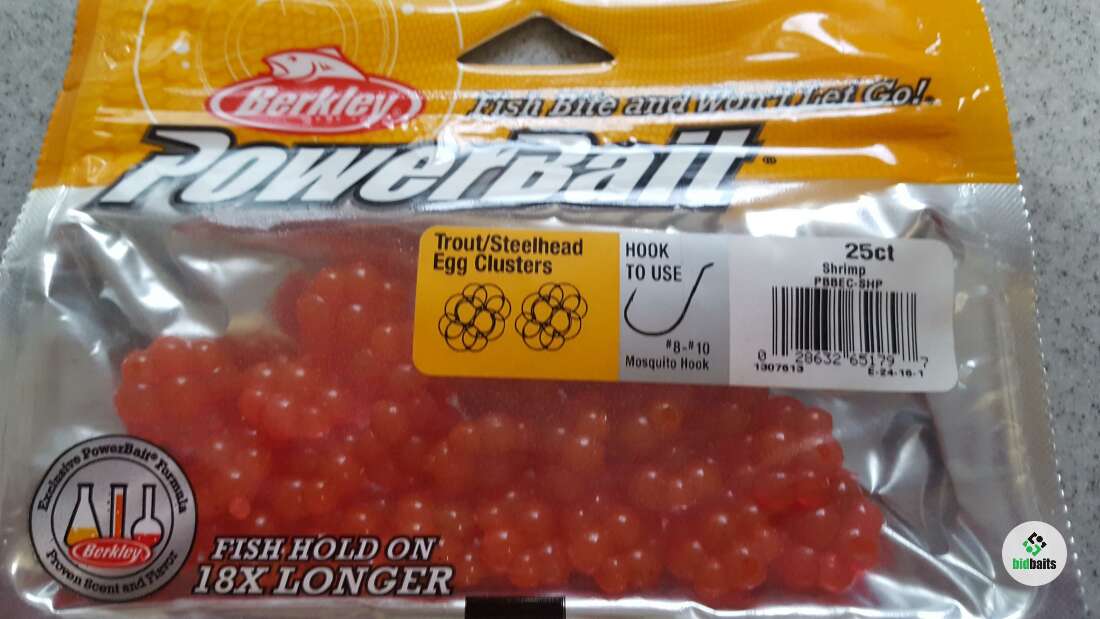 Berkley
Fish Bite and Won't Let Go!
PowerBait®
Trout/Steelhead
Egg Clusters
HOOK
TO USE
#8-#10
Mosquito Hook
25ct
Shrimp
PBBEC-SHP
0 28632 65179 7
1307613
E-24-16-1
Exclusive PowerBait® Formula
Berkley
Proven Scent and Flavor
FISH HOLD ON
18X LONGER
bidbaits